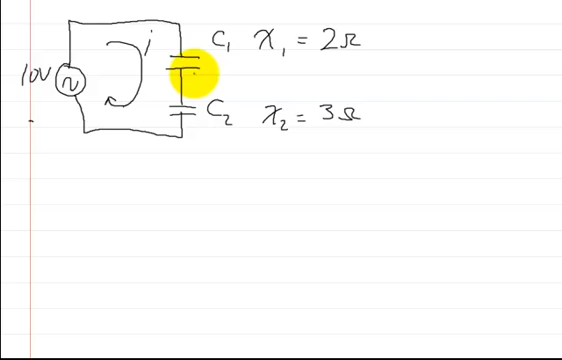 i C₁ X₁ = 2Ω
10V
C₂ X₂ = 3Ω